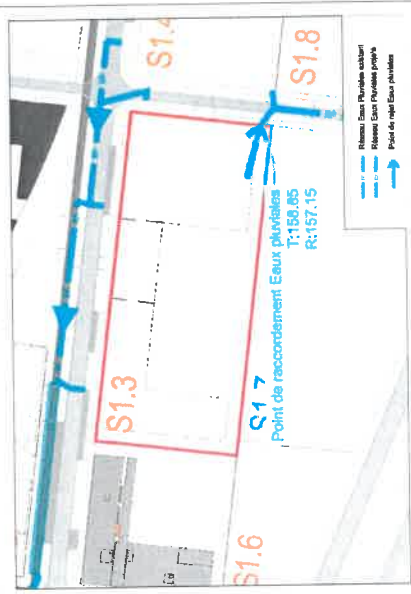 S1.4
S1.8
S1.3
S1.7
Point de raccordement Eaux pluviales
T:158.85
R:157.15
S1.6
Réseau Eaux Pluviales existant
Réseau Eaux Pluviales projeté
Point de rejet Eaux pluviales